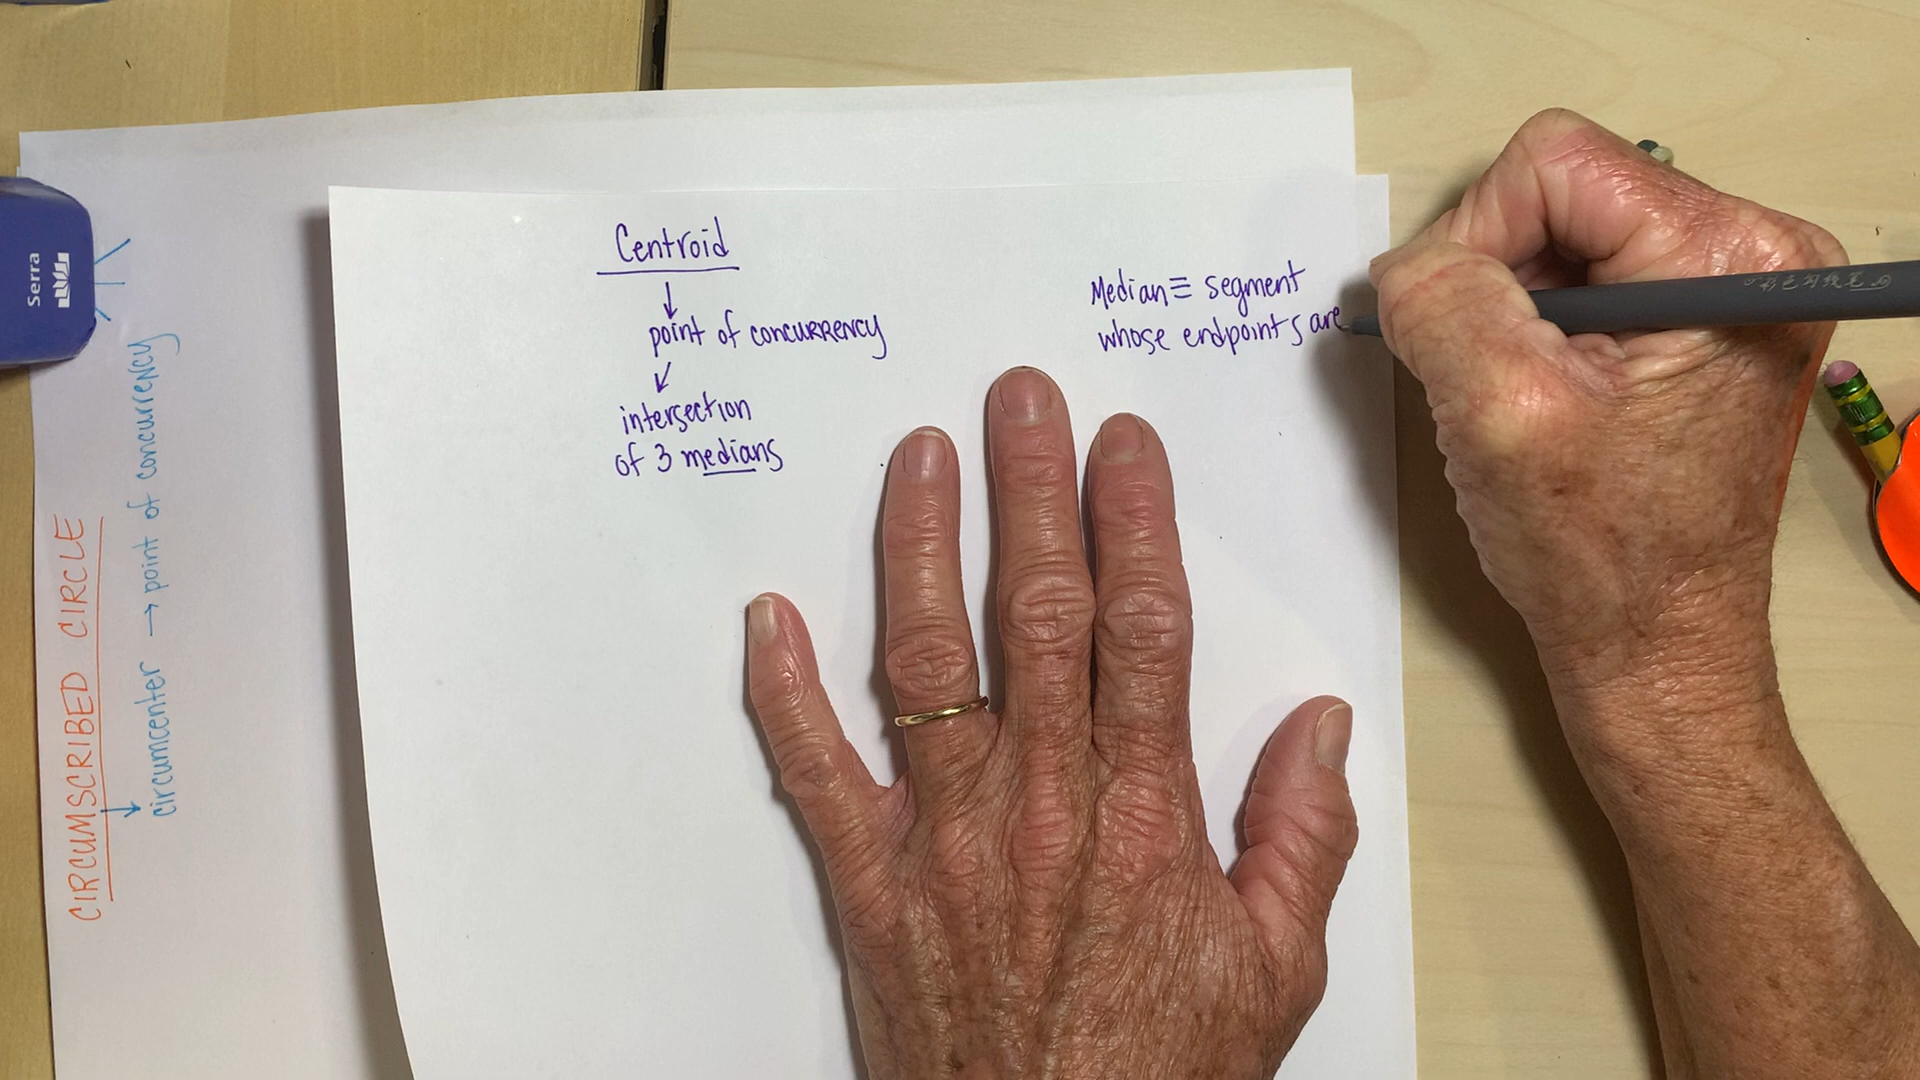 Centroid
↓
point of concurrency
↙
intersection
of 3 medians
Median ≡ segment
whose endpoints are
CIRCUMSCRIBED CIRCLE
↓
circumcenter → point of concurrency
Serra